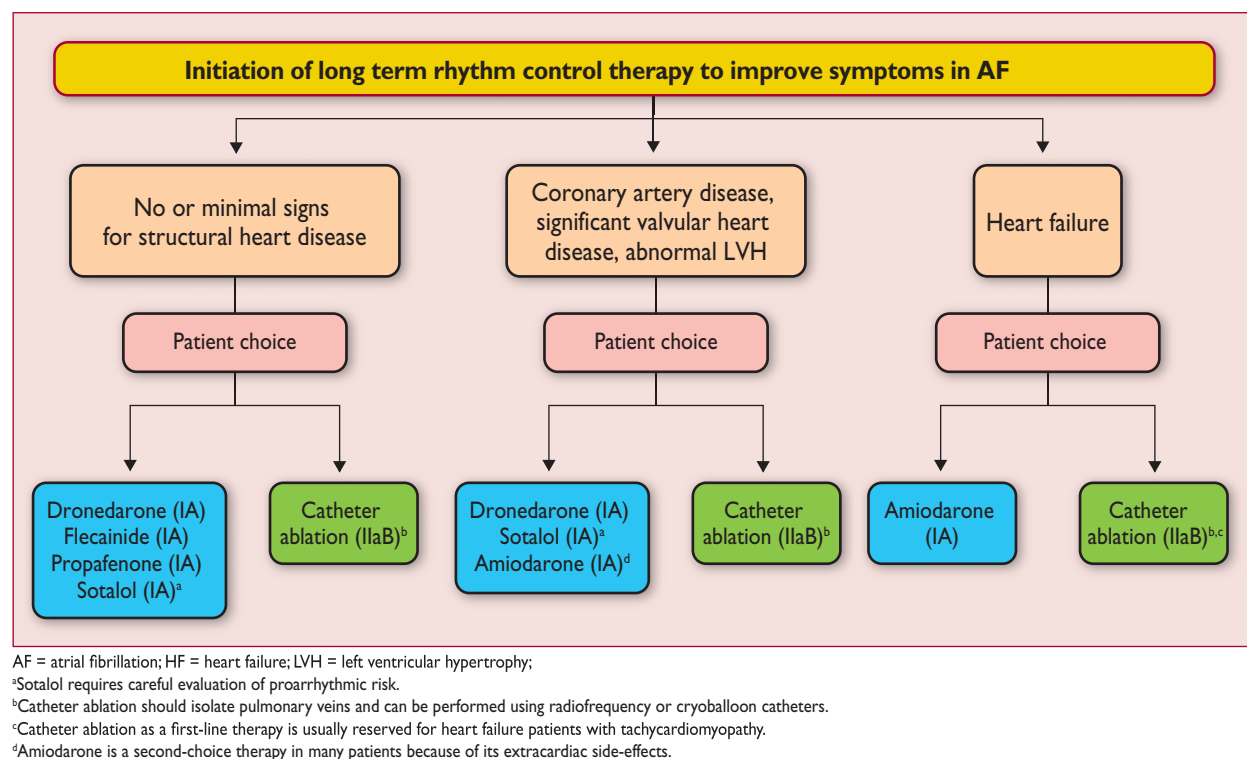 Initiation of long term rhythm control therapy to improve symptoms in AF
No or minimal signs
for structural heart disease
Coronary artery disease,
significant valvular heart
disease, abnormal LVH
Heart failure
Patient choice
Patient choice
Patient choice
Dronedarone (IA)
Flecainide (IA)
Propafenone (IA)
Sotalol (IA)ᵃ
Catheter
ablation (IIaB)ᵇ
Dronedarone (IA)
Sotalol (IA)ᵃ
Amiodarone (IA)ᵈ
Catheter
ablation (IIaB)ᵇ
Amiodarone
(IA)
Catheter
ablation (IIaB)ᵇ,ᶜ
AF = atrial fibrillation; HF = heart failure; LVH = left ventricular hypertrophy;
ᵃSotalol requires careful evaluation of proarrhythmic risk.
ᵇCatheter ablation should isolate pulmonary veins and can be performed using radiofrequency or cryoballoon catheters.
ᶜCatheter ablation as a first-line therapy is usually reserved for heart failure patients with tachycardiomyopathy.
ᵈAmiodarone is a second-choice therapy in many patients because of its extracardiac side-effects.